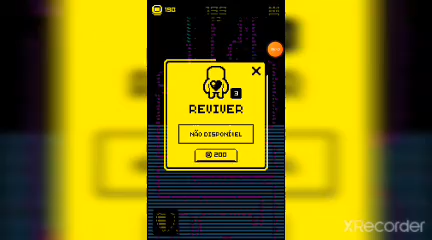 190
3
REVIVER
NÃO DISPONÍVEL
200
XRecorder